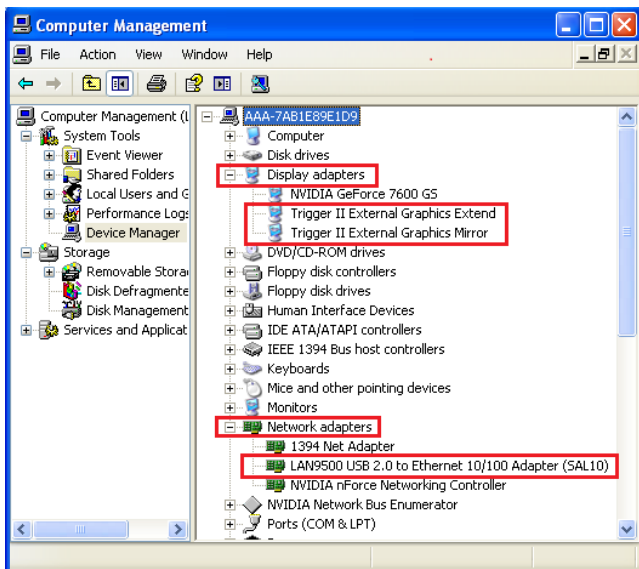 Computer Management
File Action View Window Help
Computer Management (L
System Tools
Event Viewer
Shared Folders
Local Users and G
Performance Logs
Device Manager
Storage
Removable Storag
Disk Defragmente
Disk Management
Services and Applicat
AAA-7AB1E89E1D9
Computer
Disk drives
Display adapters
NVIDIA GeForce 7600 GS
Trigger II External Graphics Extend
Trigger II External Graphics Mirror
DVD/CD-ROM drives
Floppy disk controllers
Floppy disk drives
Human Interface Devices
IDE ATA/ATAPI controllers
IEEE 1394 Bus host controllers
Keyboards
Mice and other pointing devices
Monitors
Network adapters
1394 Net Adapter
LAN9500 USB 2.0 to Ethernet 10/100 Adapter (SAL10)
NVIDIA nForce Networking Controller
NVIDIA Network Bus Enumerator
Ports (COM & LPT)